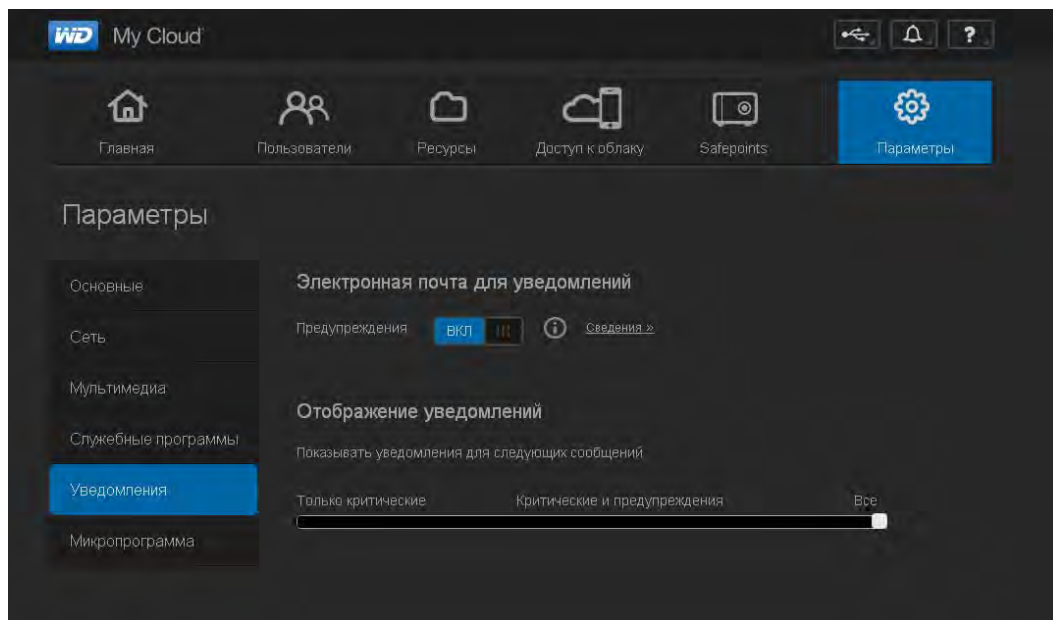 WD My Cloud
?
Главная Пользователи Ресурсы Доступ к облаку Safepoints Параметры
Параметры
Основные
Сеть
Мультимедиа
Служебные программы
Уведомления
Микропрограмма
Электронная почта для уведомлений
Предупреждения ВКЛ Сведения »
Отображение уведомлений
Показывать уведомления для следующих сообщений
Только критические Критические и предупреждения Все